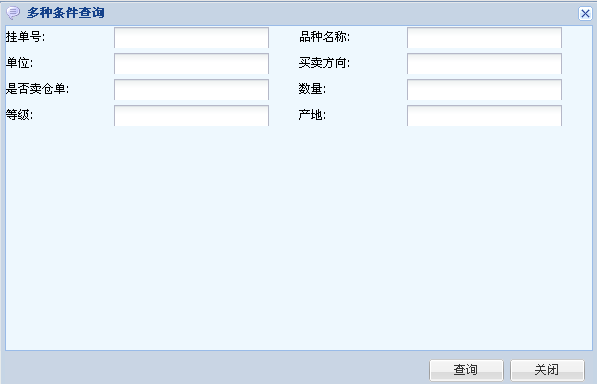 多种条件查询
挂单号: 品种名称:
单位: 买卖方向:
是否卖仓单: 数量:
等级: 产地:
查询 关闭